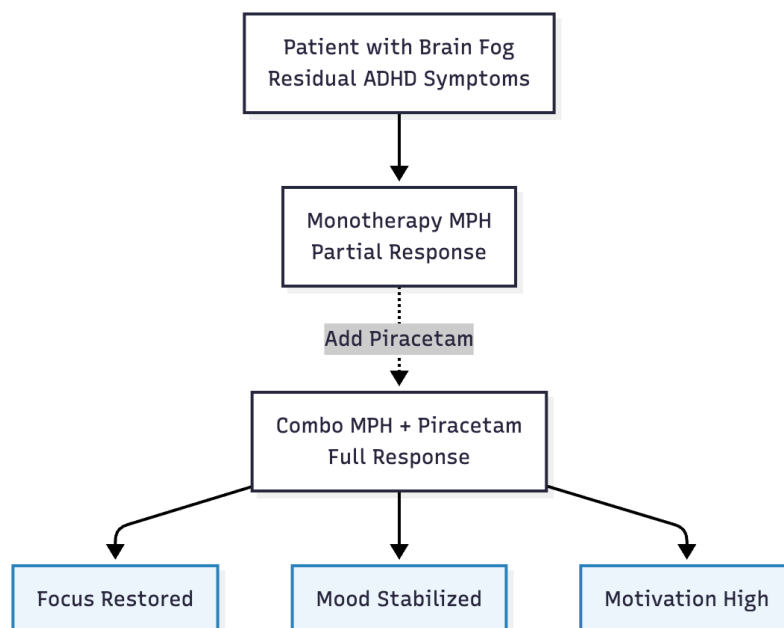 Patient with Brain Fog
Residual ADHD Symptoms
Monotherapy MPH
Partial Response
Add Piracetam
Combo MPH + Piracetam
Full Response
Focus Restored
Mood Stabilized
Motivation High